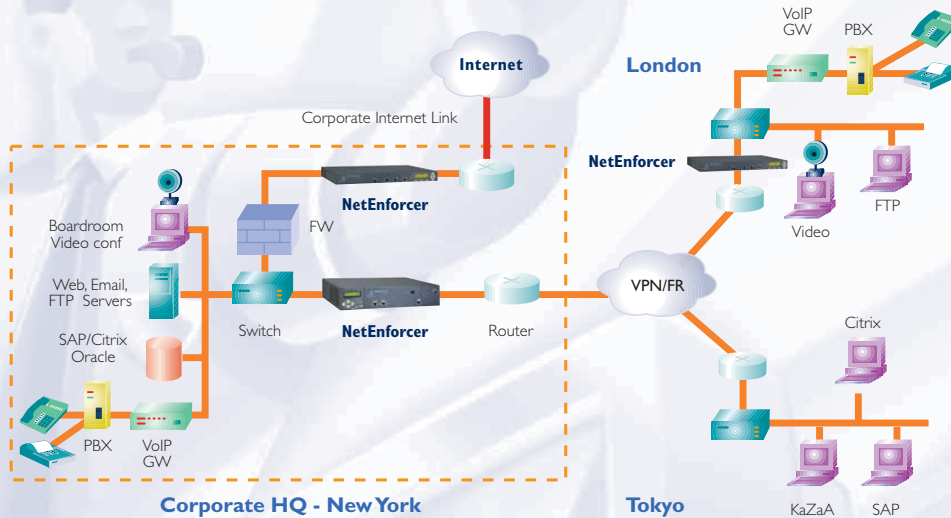 Internet
Corporate Internet Link
NetEnforcer
FW
Boardroom
Video conf
Web, Email,
FTP Servers
Switch
NetEnforcer
Router
SAP/Citrix
Oracle
PBX
VoIP
GW
Corporate HQ - New York
VPN/FR
London
VoIP
GW
PBX
NetEnforcer
Video
FTP
Citrix
KaZaA
SAP
Tokyo